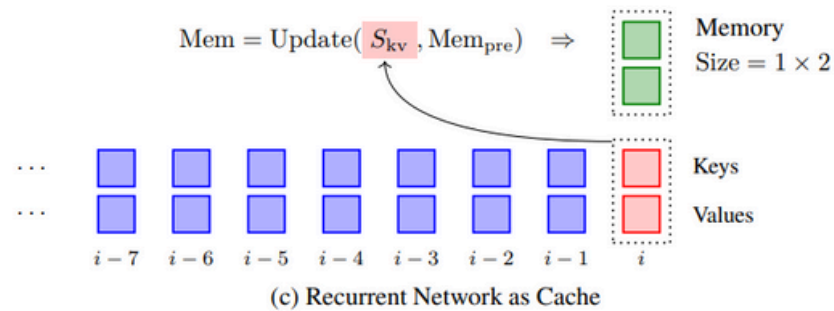 Mem = Update( S_kv , Mem_pre) ⇒
Memory
Size = 1 × 2
··· Keys
··· Values
i − 7 i − 6 i − 5 i − 4 i − 3 i − 2 i − 1 i
(c) Recurrent Network as Cache